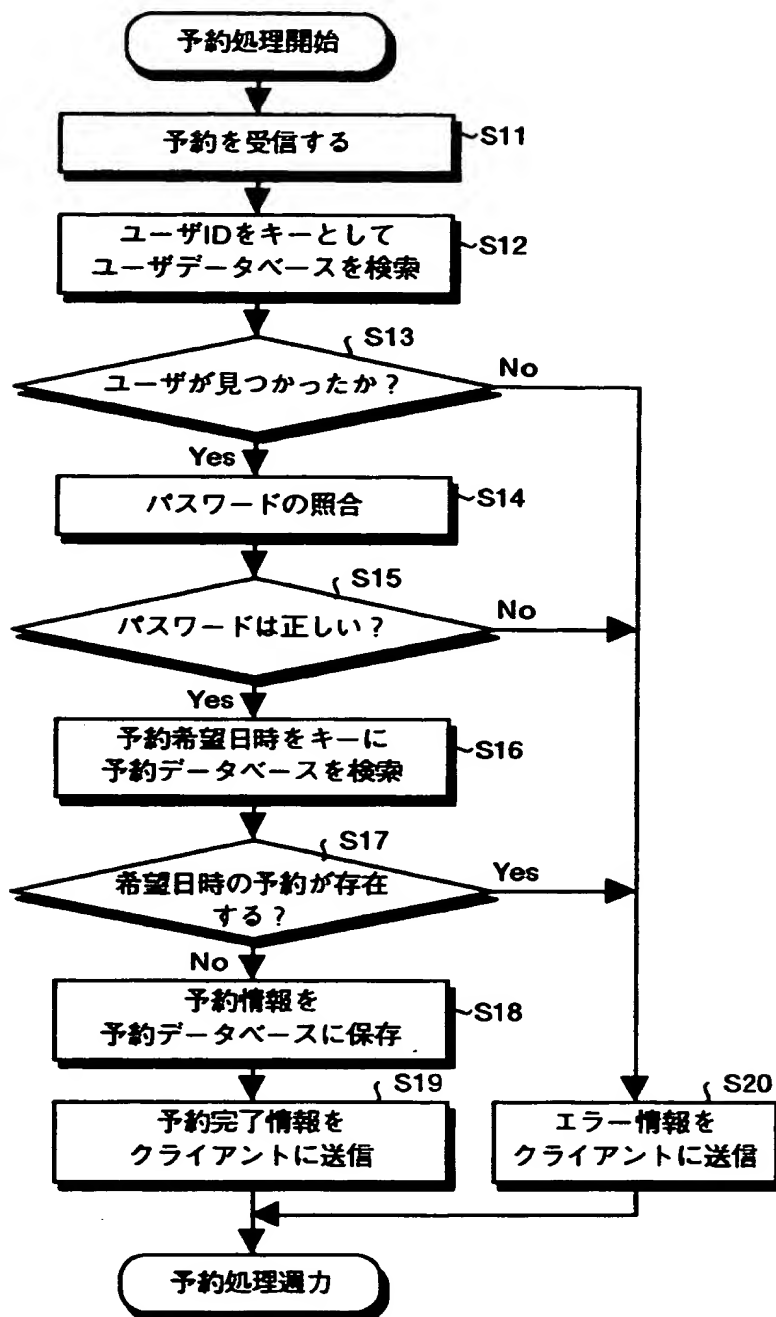 予約処理開始
予約を受信する
S11
ユーザIDをキーとして
ユーザデータベースを検索
S12
S13
ユーザが見つかったか？
No
Yes
パスワードの照合
S14
S15
パスワードは正しい？
No
Yes
予約希望日時をキーに
予約データベースを検索
S16
S17
希望日時の予約が存在
する？
Yes
No
予約情報を
予約データベースに保存
S18
S19
予約完了情報を
クライアントに送信
S20
エラー情報を
クライアントに送信
予約処理週力